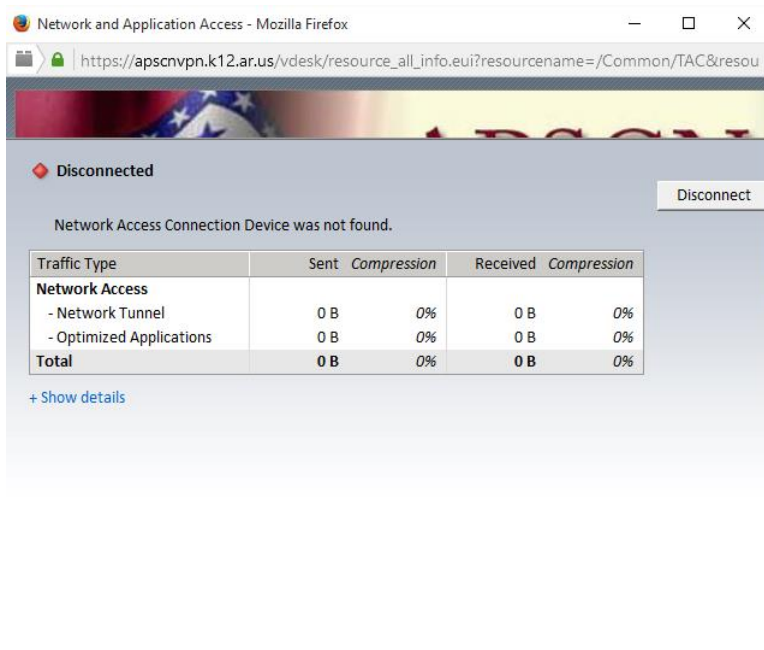 Network and Application Access - Mozilla Firefox
https://apscnvpn.k12.ar.us/vdesk/resource_all_info.eui?resourcename=/Common/TAC&resou
Disconnected
Disconnect
Network Access Connection Device was not found.
Traffic Type Sent Compression Received Compression
Network Access
- Network Tunnel 0 B 0% 0 B 0%
- Optimized Applications 0 B 0% 0 B 0%
Total 0 B 0% 0 B 0%
+ Show details